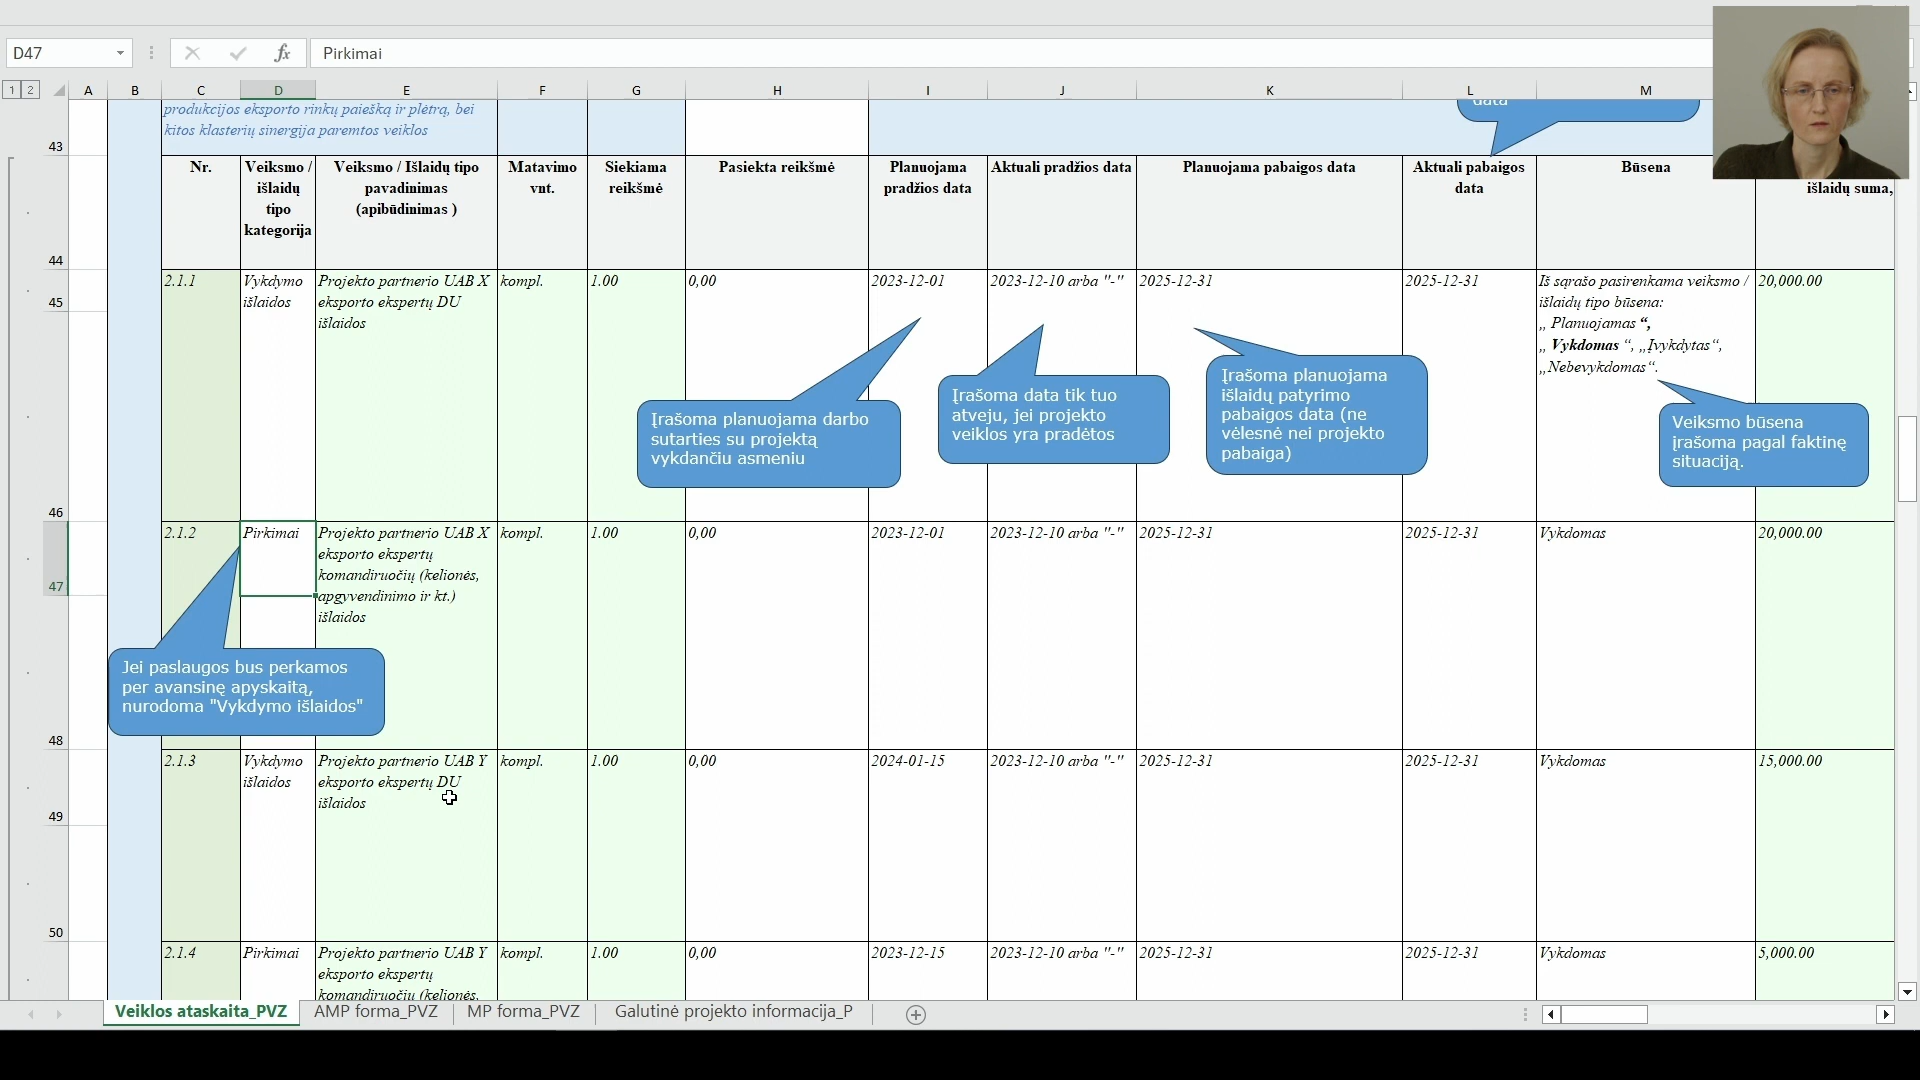 D47
fx
Pirkimai
1 2
A B C D E F G H I J K L M
produkcijos eksporto rinkų paiešką ir plėtrą, bei
kitos klasterių sinergija paremtos veiklos
data
43
Nr.
Veiksmo /
išlaidų
tipo
kategorija
Veiksmo / Išlaidų tipo
pavadinimas
(apibūdinimas )
Matavimo
vnt.
Siekiama
reikšmė
Pasiekta reikšmė
Planuojama
pradžios data
Aktuali pradžios data
Planuojama pabaigos data
Aktuali pabaigos
data
Būsena
išlaidų suma,
44
2.1.1
Vykdymo
išlaidos
Projekto partnerio UAB X
eksporto ekspertų DU
išlaidos
kompl.
1.00
0,00
2023-12-01
2023-12-10 arba "-"
2025-12-31
2025-12-31
Iš sąrašo pasirenkama veiksmo /
išlaidų tipo būsena:
„ Planuojamas “,
„ Vykdomas “, „Įvykdytas“,
„Nebevykdomas“.
20,000.00
45
Įrašoma planuojama darbo
sutarties su projektą
vykdančiu asmeniu
Įrašoma data tik tuo
atveju, jei projekto
veiklos yra pradėtos
Įrašoma planuojama
išlaidų patyrimo
pabaigos data (ne
vėlesnė nei projekto
pabaiga)
Veiksmo būsena
įrašoma pagal faktinę
situaciją.
46
2.1.2
Pirkimai
Projekto partnerio UAB X
eksporto ekspertų
komandiruočių (kelionės,
apgyvendinimo ir kt.)
išlaidos
kompl.
1.00
0,00
2023-12-01
2023-12-10 arba "-"
2025-12-31
2025-12-31
Vykdomas
20,000.00
47
Jei paslaugos bus perkamos
per avansinę apyskaitą,
nurodoma "Vykdymo išlaidos"
48
2.1.3
Vykdymo
išlaidos
Projekto partnerio UAB Y
eksporto ekspertų DU
išlaidos
kompl.
1.00
0,00
2024-01-15
2023-12-10 arba "-"
2025-12-31
2025-12-31
Vykdomas
15,000.00
49
50
2.1.4
Pirkimai
Projekto partnerio UAB Y
eksporto ekspertų
komandiruočių (kelionės,
kompl.
1.00
0,00
2023-12-15
2023-12-10 arba "-"
2025-12-31
2025-12-31
Vykdomas
5,000.00
Veiklos ataskaita_PVZ
AMP forma_PVZ
MP forma_PVZ
Galutinė projekto informacija_P